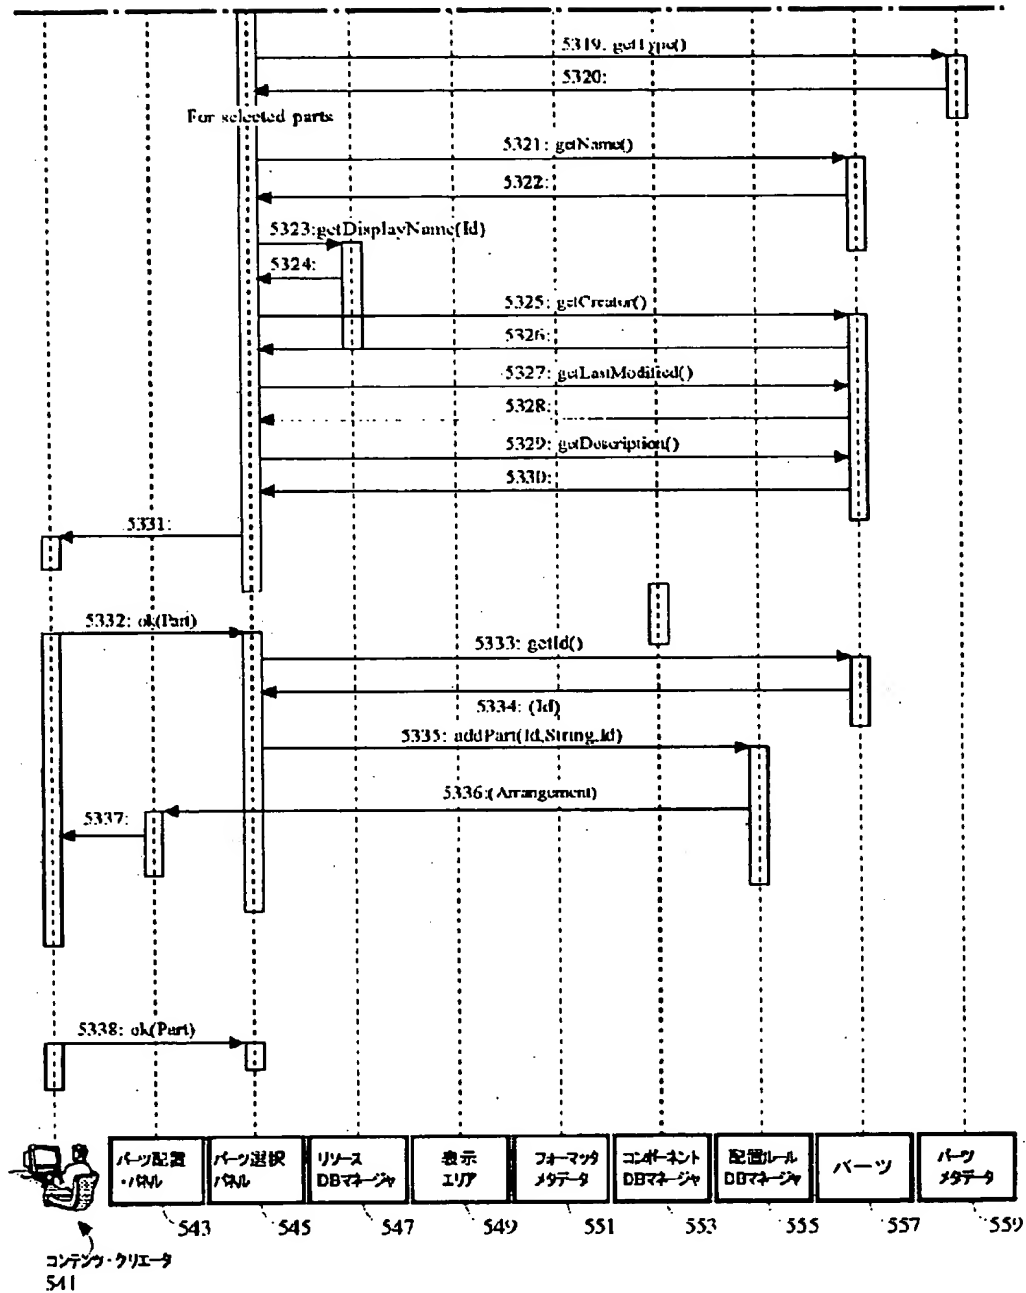 5319: getType()
5320:
For selected parts
5321: getName()
5322:
5323:getDisplayName(Id)
5324:
5325: getCreator()
5326:
5327: getLastModified()
5328:
5329: getDescription()
5330:
5331:
5332: ok(Part)
5333: getId()
5334: (Id)
5335: addPart(Id,String,Id)
5336:(Arrangement)
5337:
5338: ok(Part)
パーツ配置
・パネル
パーツ選択
パネル
リソース
DBマネージャ
表示
エリア
フォーマッタ
メタデータ
コンポーネント
DBマネージャ
配置ルール
DBマネージャ
パーツ
パーツ
メタデータ
543
545
547
549
551
553
555
557
559
コンテンツ・クリエータ
541